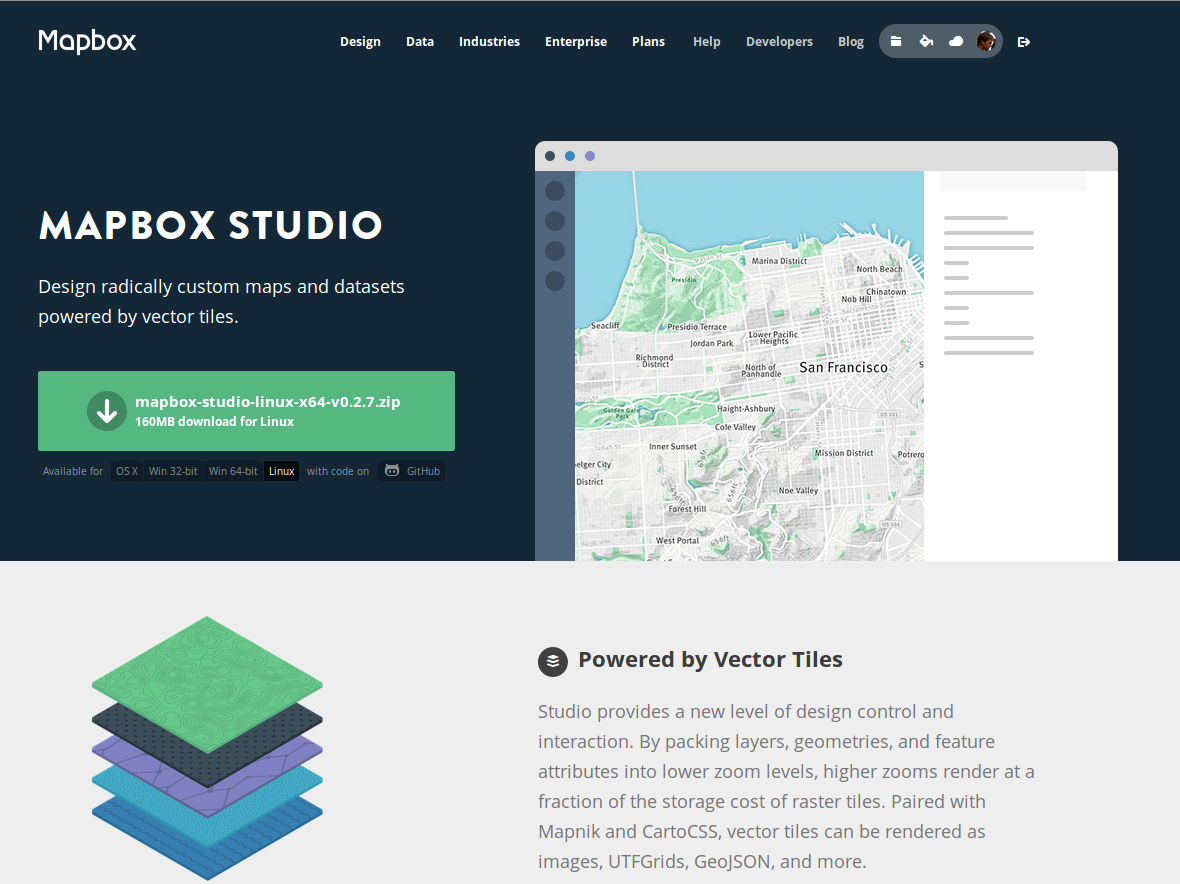 Mapbox
Design Data Industries Enterprise Plans Help Developers Blog
MAPBOX STUDIO
Design radically custom maps and datasets
powered by vector tiles.
mapbox-studio-linux-x64-v0.2.7.zip
160MB download for Linux
Available for OS X Win 32-bit Win 64-bit Linux with code on GitHub
Marina District
North Beach
Presidio
Chinatown
Nob Hill
Seacliff
Presidio Terrace
Lower Pacific
Heights
Jordan Park
Richmond
District
North of
Panhandle
San Francisco
Golden Gate
Park
Haight-Ashbury
US 101
Cole Valley
Inner Sunset
Mission District
Potrero
elger City
District
Noe Valley
656ft
656ft
Forest Hill
US 101
West Portal
656ft
Powered by Vector Tiles
Studio provides a new level of design control and
interaction. By packing layers, geometries, and feature
attributes into lower zoom levels, higher zooms render at a
fraction of the storage cost of raster tiles. Paired with
Mapnik and CartoCSS, vector tiles can be rendered as
images, UTFGrids, GeoJSON, and more.